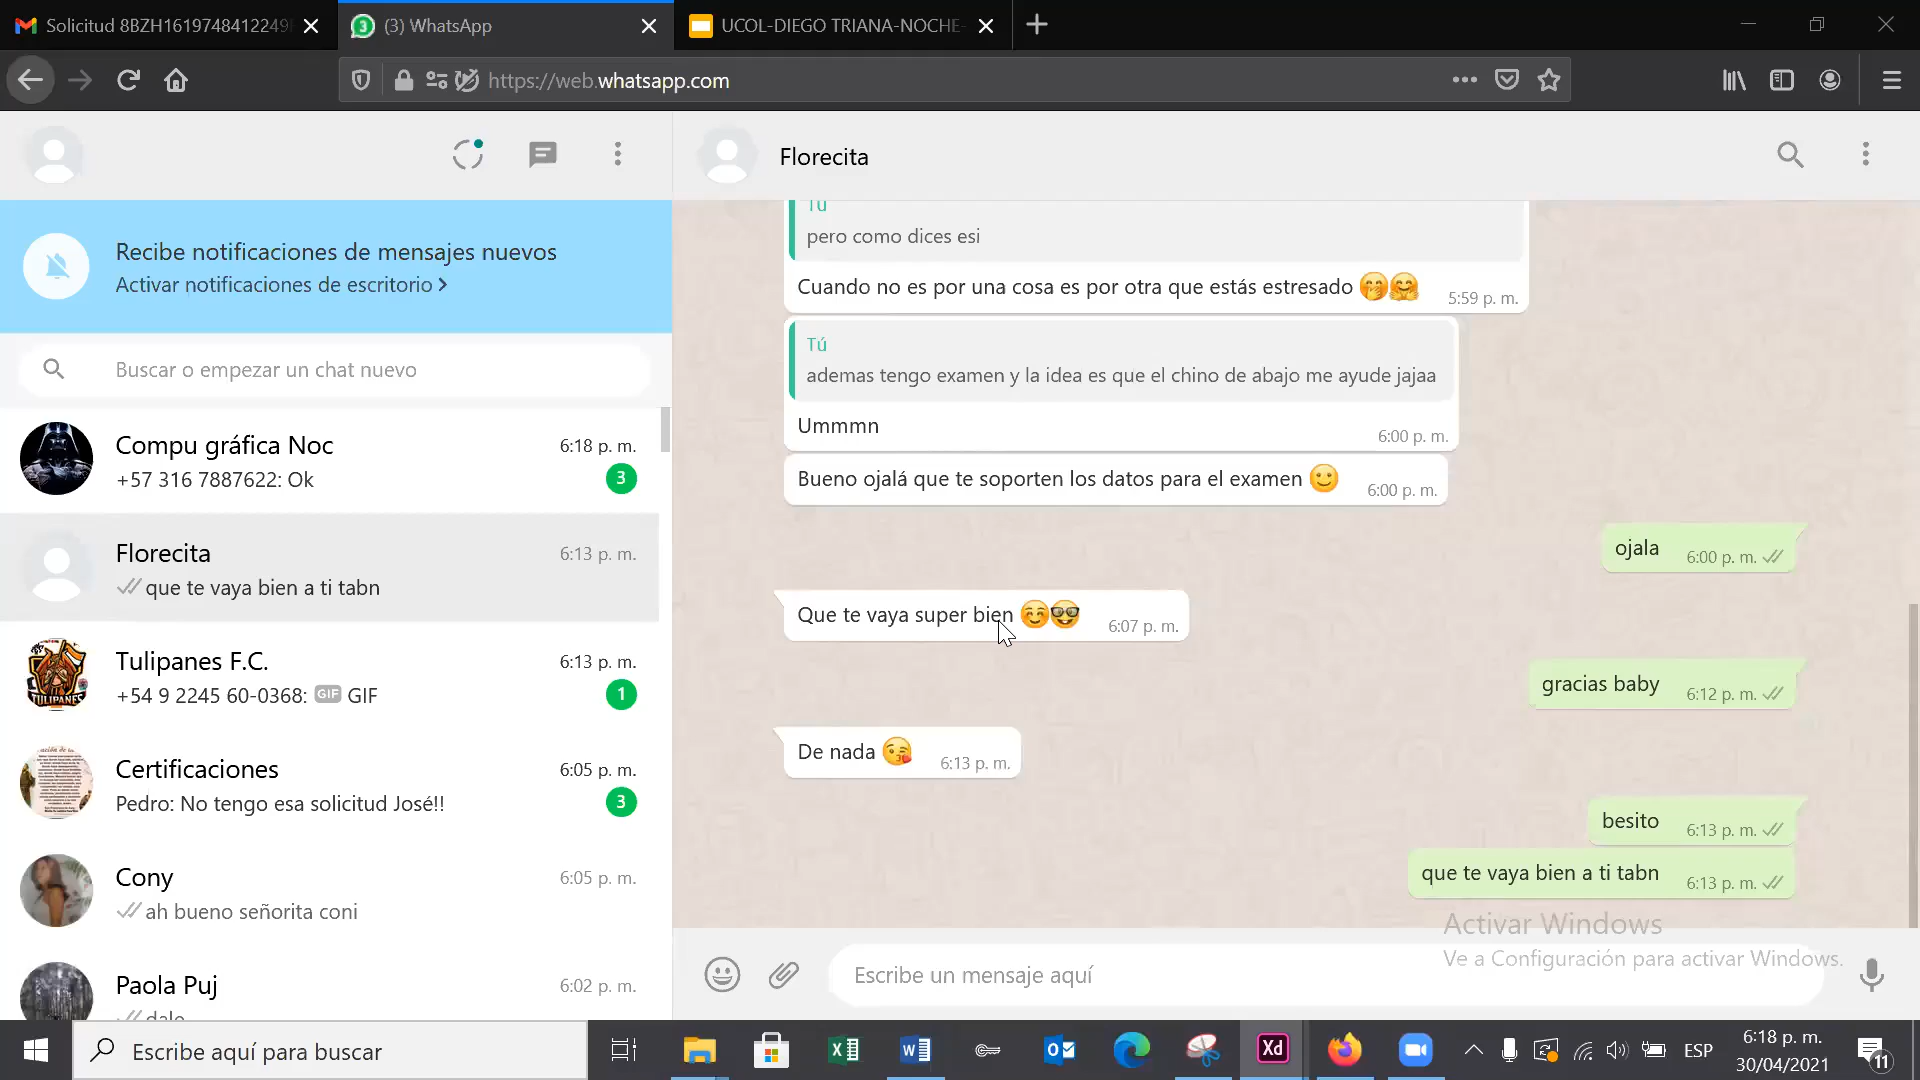 Solicitud 8BZH1619748412249
(3) WhatsApp
UCOL-DIEGO TRIANA-NOCHE-
https://web.whatsapp.com
Florecita
Recibe notificaciones de mensajes nuevos
Activar notificaciones de escritorio
Buscar o empezar un chat nuevo
Compu gráfica Noc
6:18 p. m.
+57 316 7887622: Ok
3
Florecita
6:13 p. m.
que te vaya bien a ti tabn
Tulipanes F.C.
6:13 p. m.
+54 9 2245 60-0368: GIF GIF
1
TULIPANES
Certificaciones
6:05 p. m.
Pedro: No tengo esa solicitud José!!
3
Cony
6:05 p. m.
ah bueno señorita coni
Paola Puj
6:02 p. m.
dale
Tú
pero como dices esi
Cuando no es por una cosa es por otra que estás estresado 🤭🤗
5:59 p. m.
Tú
ademas tengo examen y la idea es que el chino de abajo me ayude jajaa
Ummmn
6:00 p. m.
Bueno ojalá que te soporten los datos para el examen 🙂
6:00 p. m.
ojala
6:00 p. m.
Que te vaya super bien ☺️🤓
6:07 p. m.
gracias baby
6:12 p. m.
De nada 😘
6:13 p. m.
besito
6:13 p. m.
que te vaya bien a ti tabn
6:13 p. m.
Activar Windows
Ve a Configuración para activar Windows.
Escribe un mensaje aquí
Escribe aquí para buscar
Xd
ESP
6:18 p. m.
30/04/2021
11